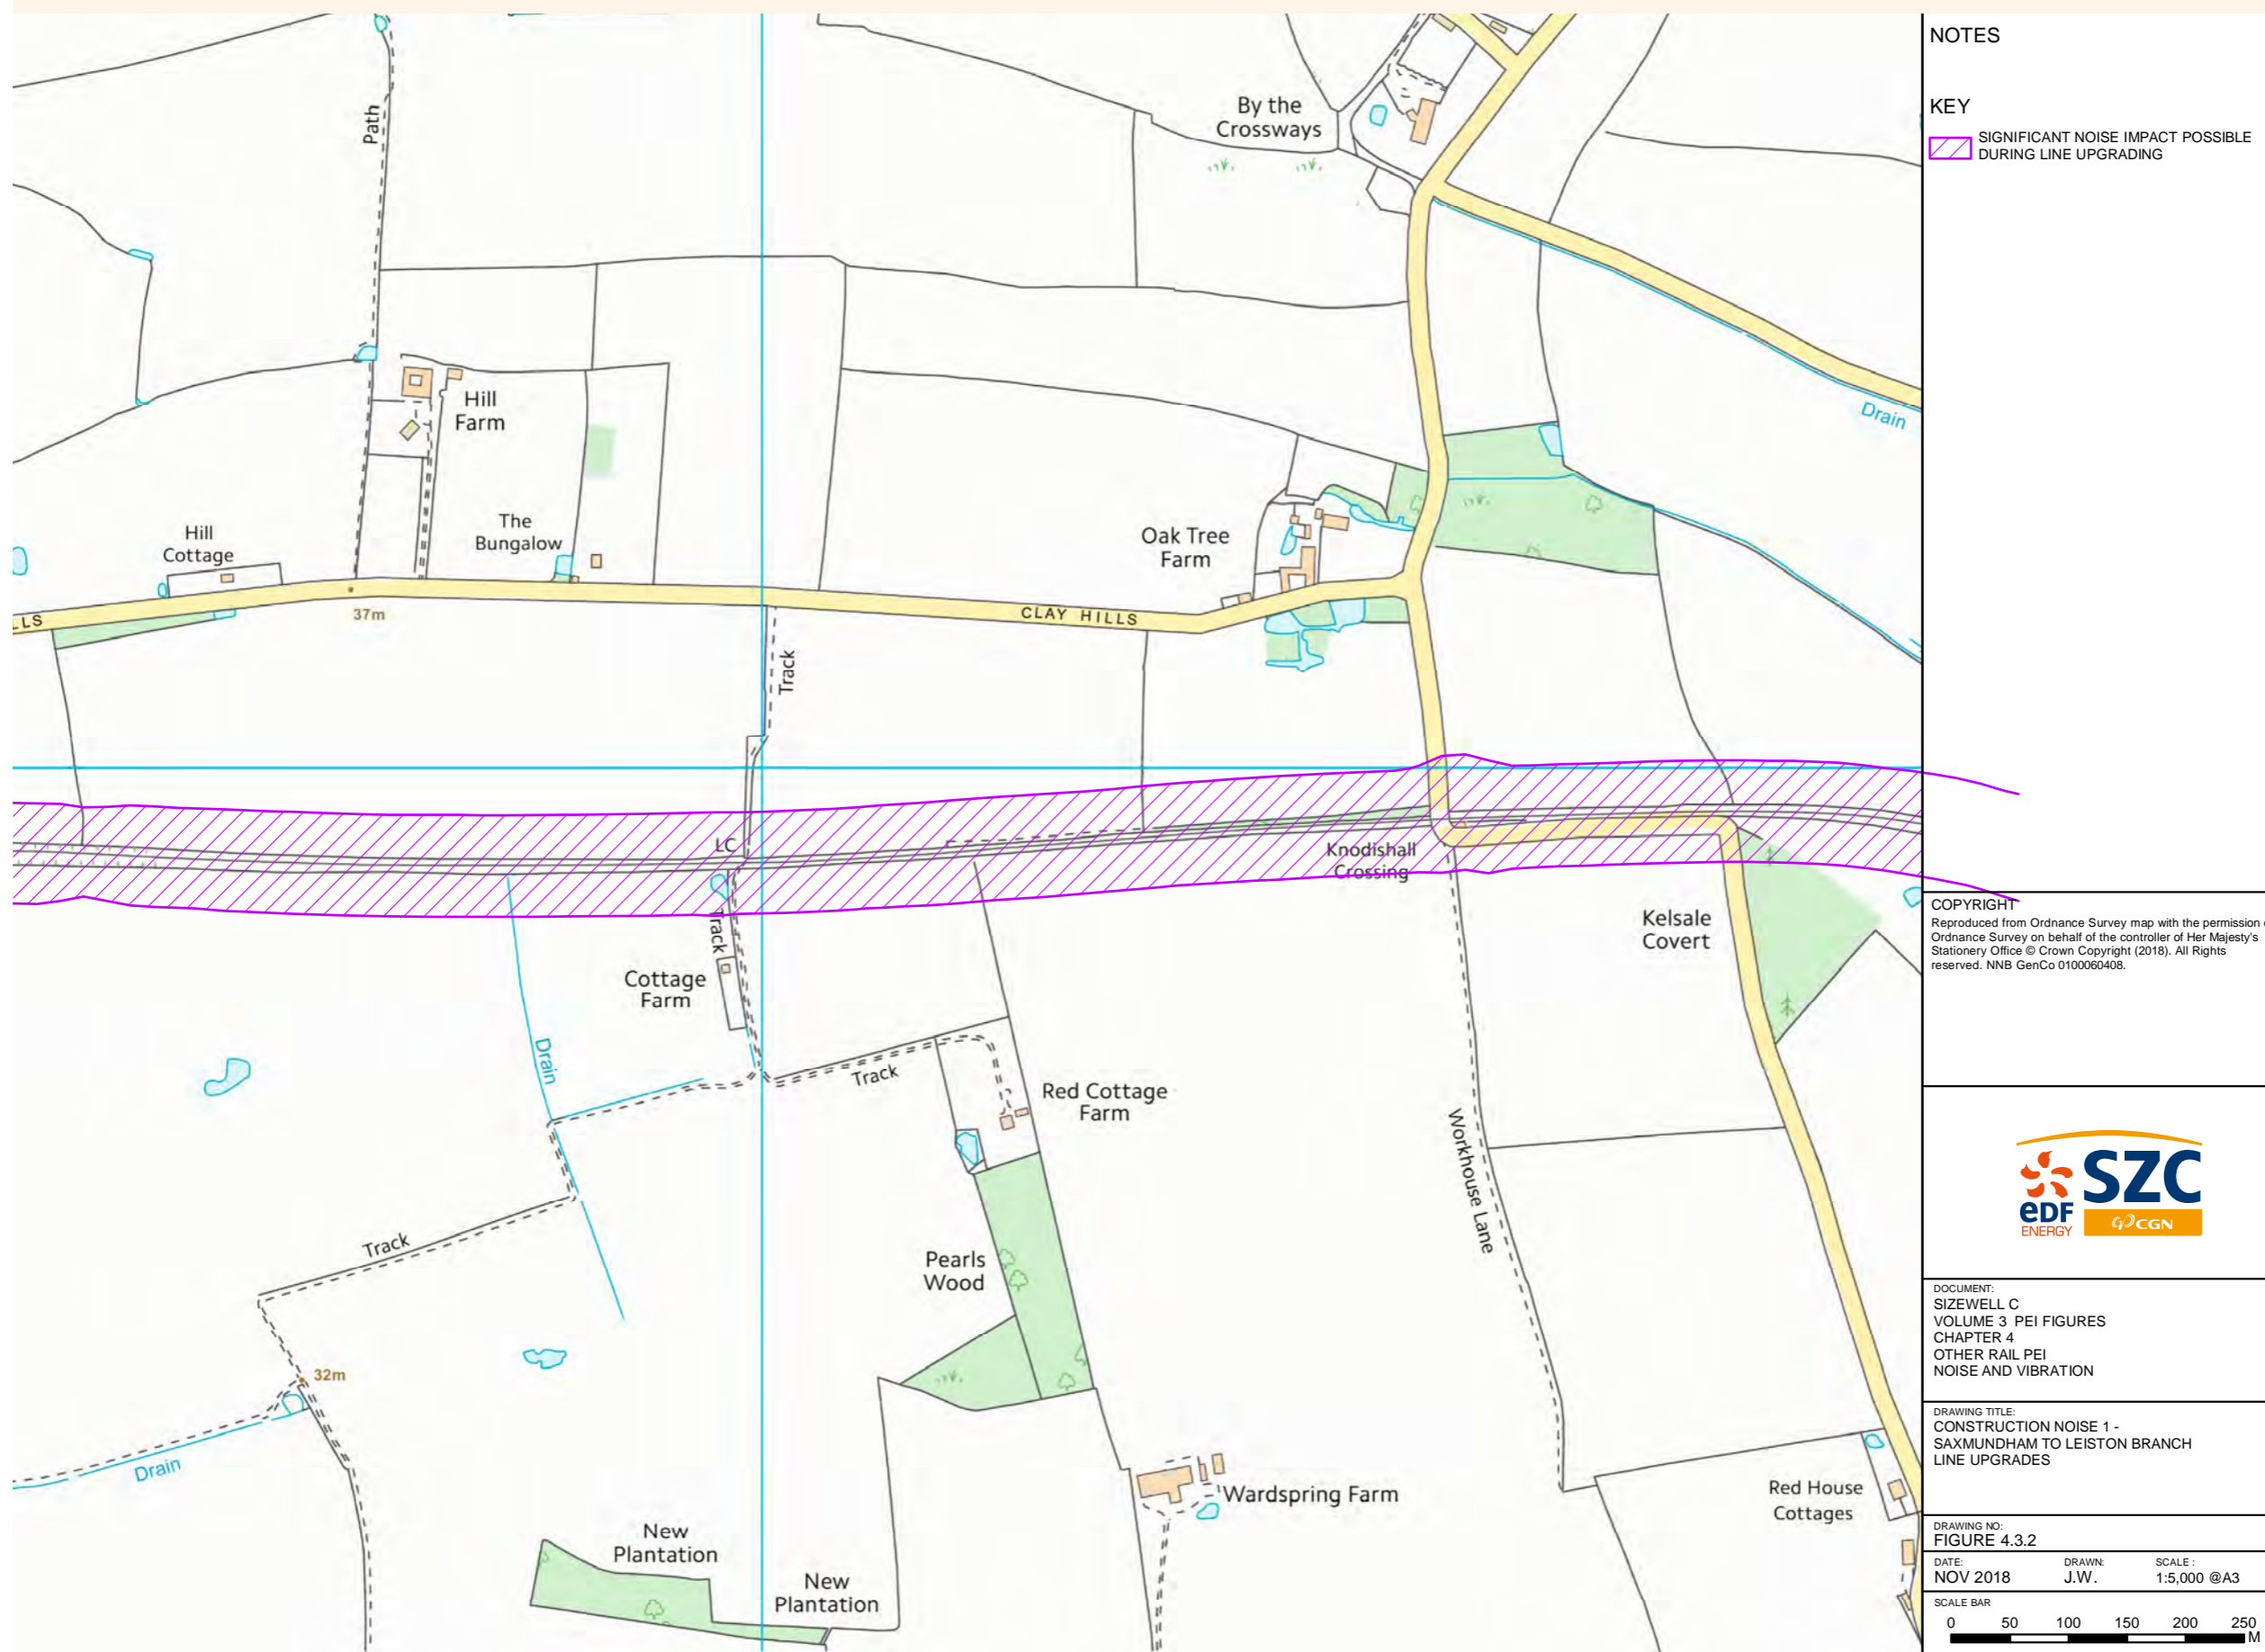 Path
By the
Crossways
Hill
Farm
The
Bungalow
Hill
Cottage
Oak Tree
Farm
Drain
LLS
37m
CLAY HILLS
Track
LC
Knodishall
Crossing
Track
Kelsale
Covert
Cottage
Farm
Drain
Track
Red Cottage
Farm
Workhouse Lane
Track
Pearls
Wood
32m
Drain
Wardspring Farm
Red House
Cottages
New
Plantation
New
Plantation
NOTES
KEY
SIGNIFICANT NOISE IMPACT POSSIBLE
DURING LINE UPGRADING
COPYRIGHT
Reproduced from Ordnance Survey map with the permission
Ordnance Survey on behalf of the controller of Her Majesty's
Stationery Office © Crown Copyright (2018). All Rights
reserved. NNB GenCo 0100060408.
SZC
eDF
ENERGY
CGN
DOCUMENT:
SIZEWELL C
VOLUME 3 PEI FIGURES
CHAPTER 4
OTHER RAIL PEI
NOISE AND VIBRATION
DRAWING TITLE:
CONSTRUCTION NOISE 1 -
SAXMUNDHAM TO LEISTON BRANCH
LINE UPGRADES
DRAWING NO:
FIGURE 4.3.2
DATE: DRAWN: SCALE :
NOV 2018 J.W. 1:5,000 @A3
SCALE BAR
0 50 100 150 200 250
M